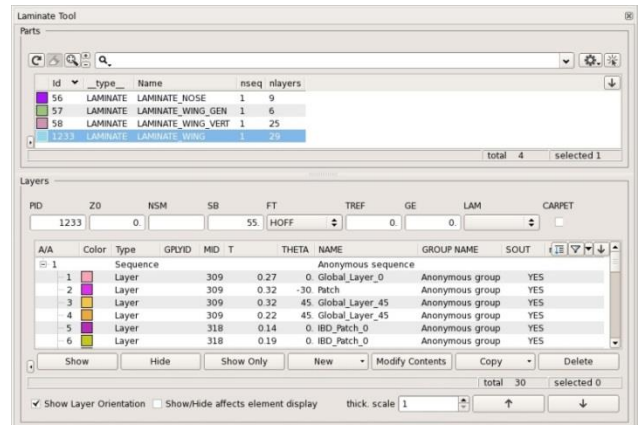 Laminate Tool
Parts
Id __type__ Name nseq nlayers
56 LAMINATE LAMINATE_NOSE 1 9
57 LAMINATE LAMINATE_WING_GEN 1 6
58 LAMINATE LAMINATE_WING_VERT 1 25
1233 LAMINATE LAMINATE_WING 1 29
total 4 selected 1
Layers
PID Z0 NSM SB FT TREF GE LAM CARPET
1233 0. 55. HOFF 0. 0.
A/A Color Type GPLYID MID T THETA NAME GROUP NAME SOUT
1 Sequence Anonymous sequence
1 Layer 309 0.27 0. Global_Layer_0 Anonymous group YES
2 Layer 309 0.32 -30. Patch Anonymous group YES
3 Layer 309 0.32 45. Global_Layer_45 Anonymous group YES
4 Layer 309 0.22 45. Global_Layer_45 Anonymous group YES
5 Layer 318 0.14 0. IBD_Patch_0 Anonymous group YES
6 Layer 318 0.19 0. IBD_Patch_0 Anonymous group YES
Show Hide Show Only New Modify Contents Copy Delete
total 30 selected 0
Show Layer Orientation Show/Hide affects element display thick. scale 1